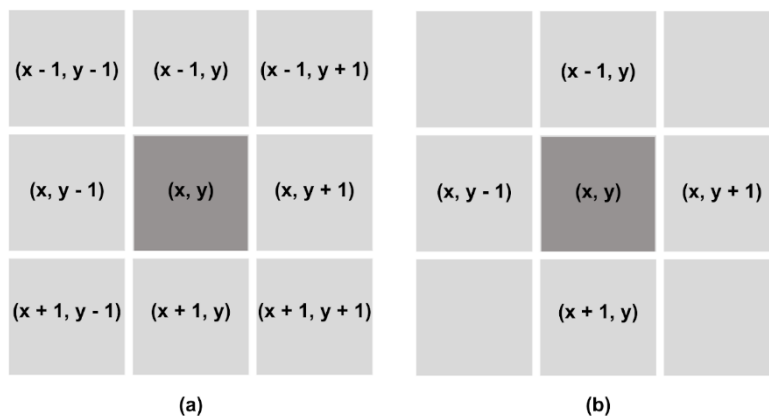 (x - 1, y - 1) (x - 1, y) (x - 1, y + 1)
(x, y - 1) (x, y) (x, y + 1)
(x + 1, y - 1) (x + 1, y) (x + 1, y + 1)
(a)
(x - 1, y)
(x, y - 1) (x, y) (x, y + 1)
(x + 1, y)
(b)